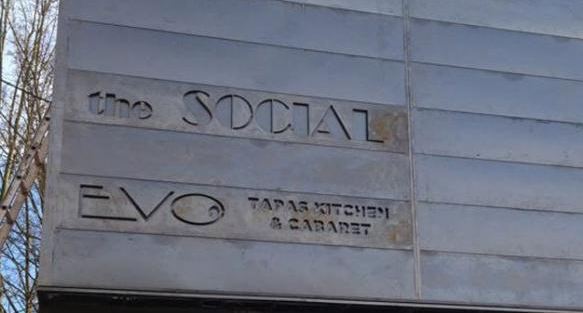 the SOCIAL
EVO
TAPAS KITCHEN
& CABARET